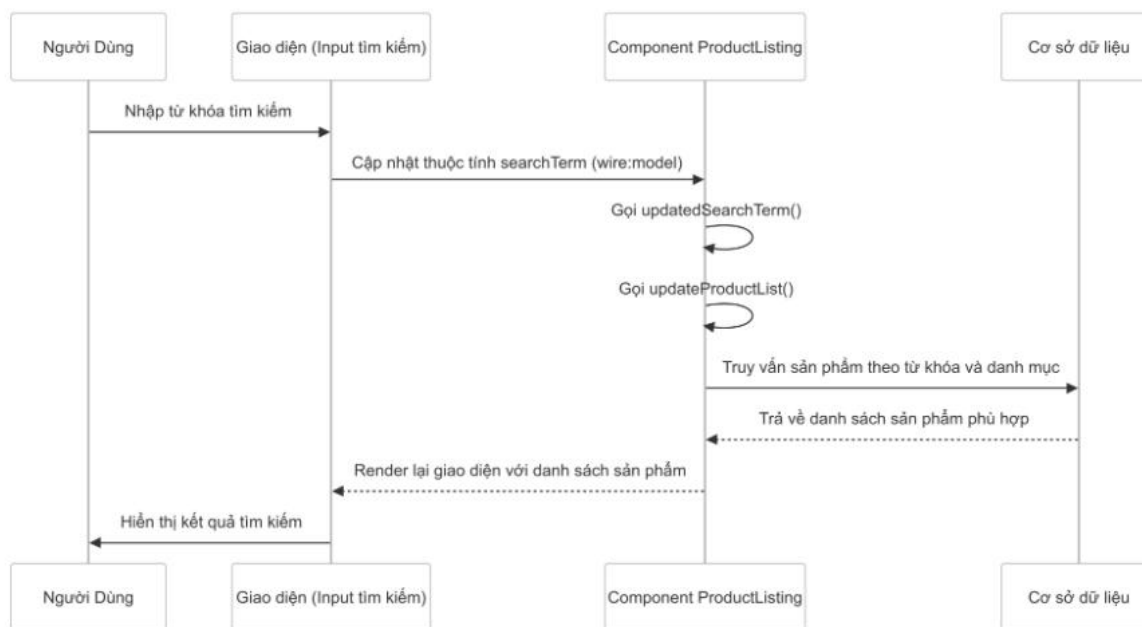 Người Dùng
Giao diện (Input tìm kiếm)
Component ProductListing
Cơ sở dữ liệu
Nhập từ khóa tìm kiếm
Cập nhật thuộc tính searchTerm (wire:model)
Gọi updatedSearchTerm()
Gọi updateProductList()
Truy vấn sản phẩm theo từ khóa và danh mục
Trả về danh sách sản phẩm phù hợp
Render lại giao diện với danh sách sản phẩm
Hiển thị kết quả tìm kiếm
Người Dùng
Giao diện (Input tìm kiếm)
Component ProductListing
Cơ sở dữ liệu